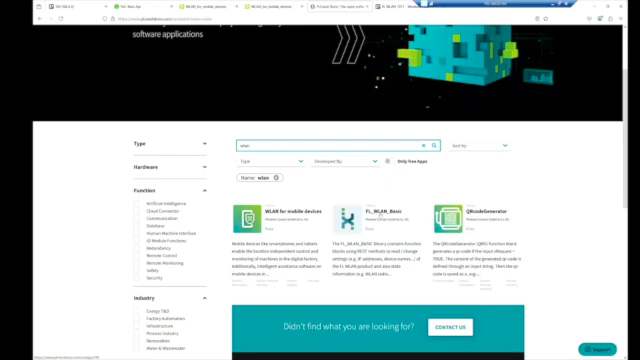 WLAN_for_mobile_devices
WLAN_for_mobile_devices
software applications
Type
Hardware
Function
Artificial Intelligence
Cloud Connector
Communication
Database
Human Machine Interface
IO Module Functions
Redundancy
Remote Control
Remote Monitoring
Safety
Security
Industry
Energy T&D
Factory Automation
Infrastructure
Process Industry
Renewables
Water & Wastewater
wlan
Sort by:
Type
Developed By:
Only Free Apps
Name: wlan
WLAN for mobile devices
Free
Mobile devices like smartphones and tablets
enable the location independent control and
monitoring of machines in the digital factory.
Additionally, intelligent assistance software on
mobile devices m...
FL_WLAN_Basic
Free
The FL_WLAN_BASIC library contains function
blocks using REST methods to read / change
settings (e.g. IP addresses, device names...)
of the FL WLAN product and also state
information (e.g. WLAN radio...
QRcodeGenerator
Free
The QRcodeGenerator (QRG) function block
generates a qr code if the input xRequest =
TRUE. The content of the generated qr code is
defined through an input string. Then the qr
code is saved as a .svg...
Didn't find what you are looking for?
CONTACT US
Support